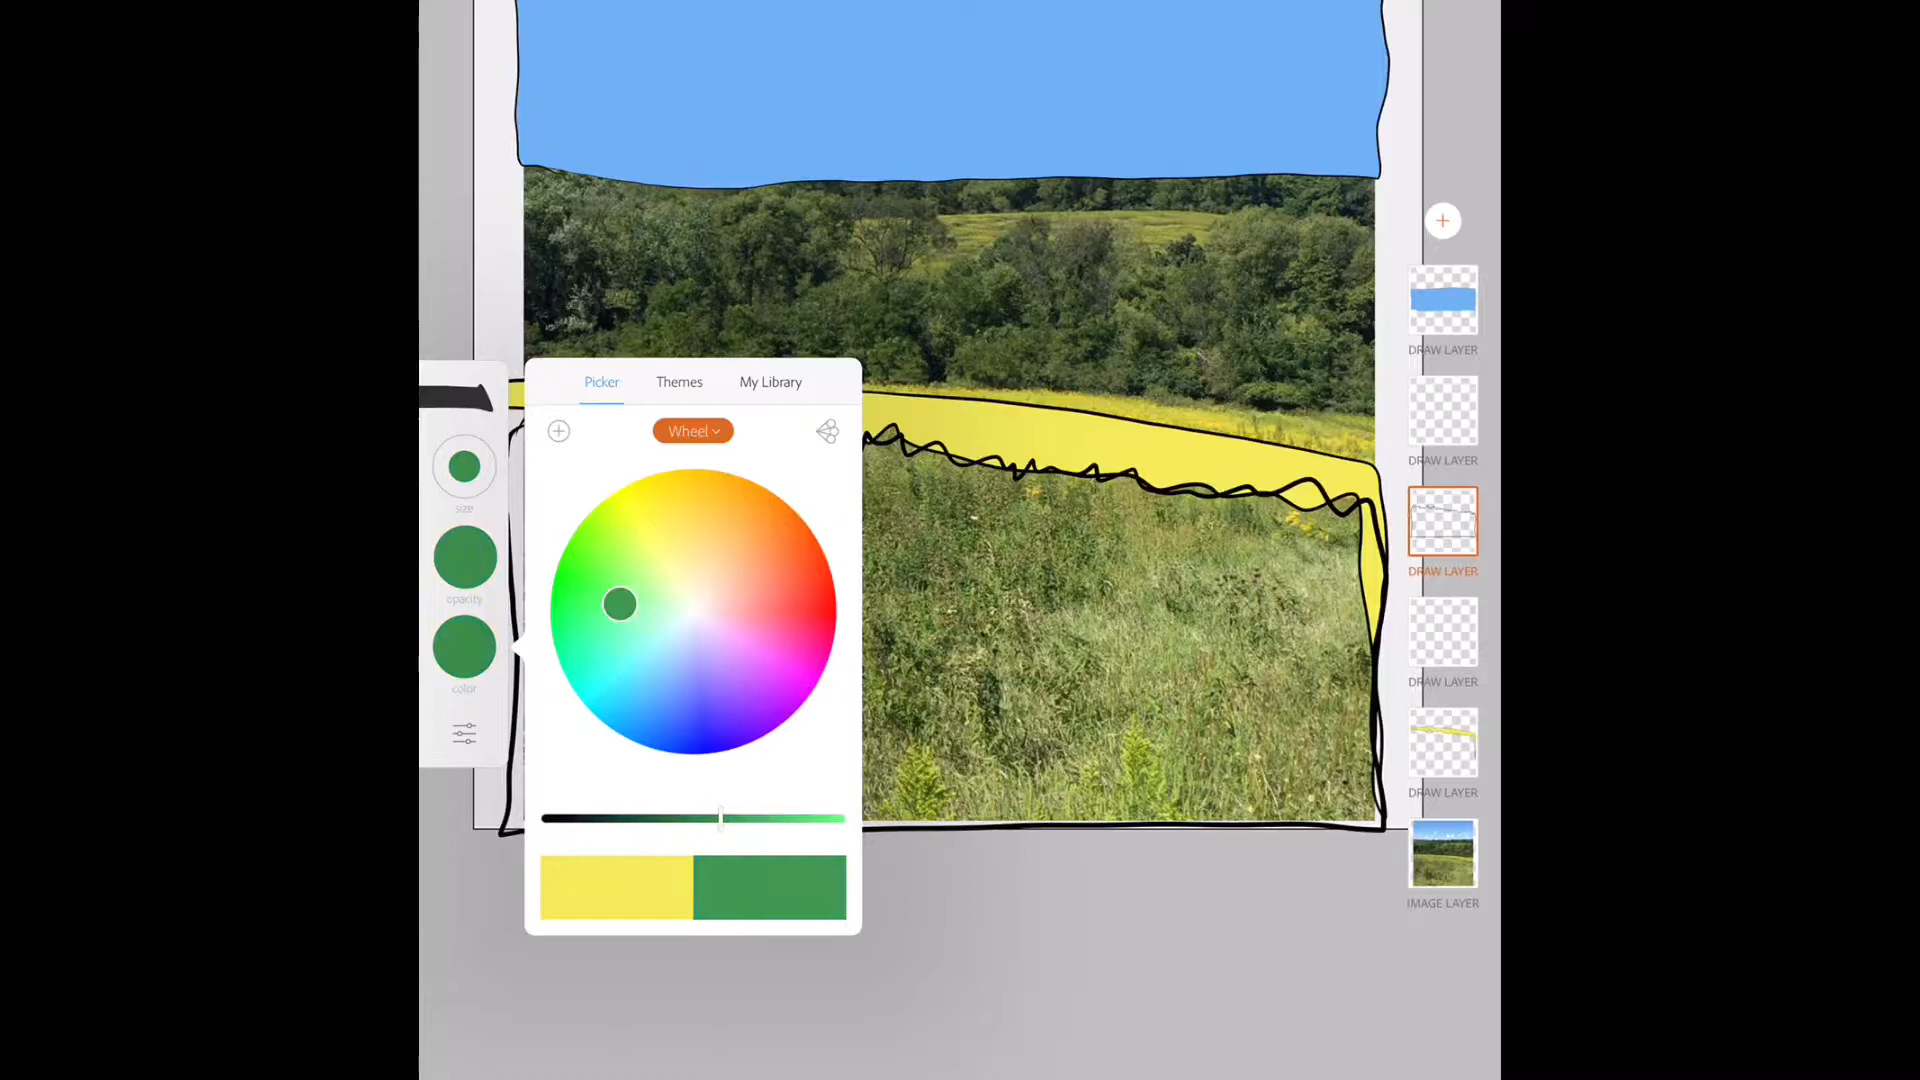 Picker
Themes
My Library
Wheel
size
opacity
color
DRAW LAYER
DRAW LAYER
DRAW LAYER
DRAW LAYER
DRAW LAYER
IMAGE LAYER